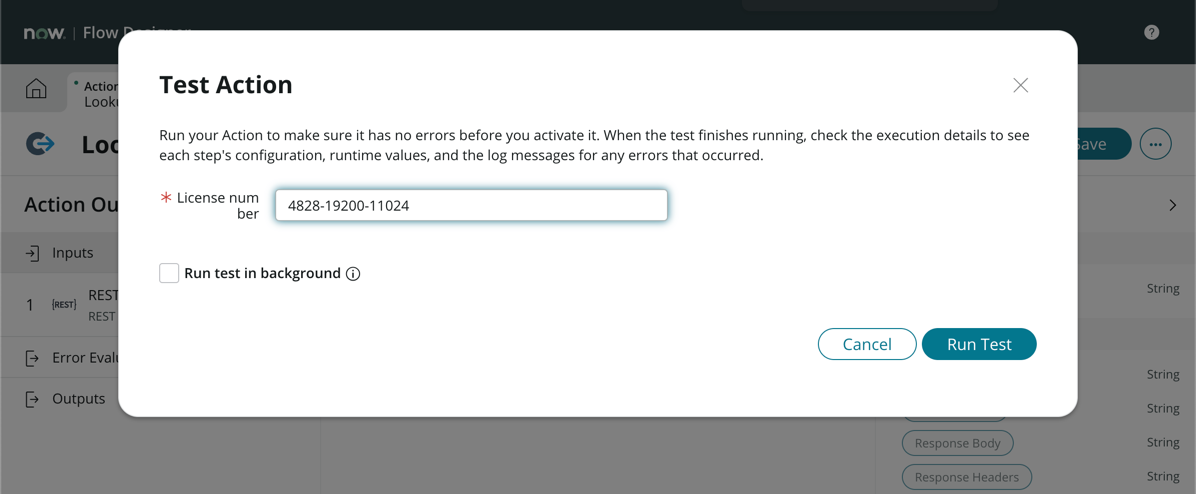 now. | Flow Designer
Test Action
Run your Action to make sure it has no errors before you activate it. When the test finishes running, check the execution details to see
each step's configuration, runtime values, and the log messages for any errors that occurred.
* License num
ber
4828-19200-11024
Run test in background
Cancel
Run Test
Action
Looku
Loo
Save
Action Ou
Inputs
1 {REST} REST
REST
Error Evalu
Outputs
String
String
String
Response Body String
Response Headers String